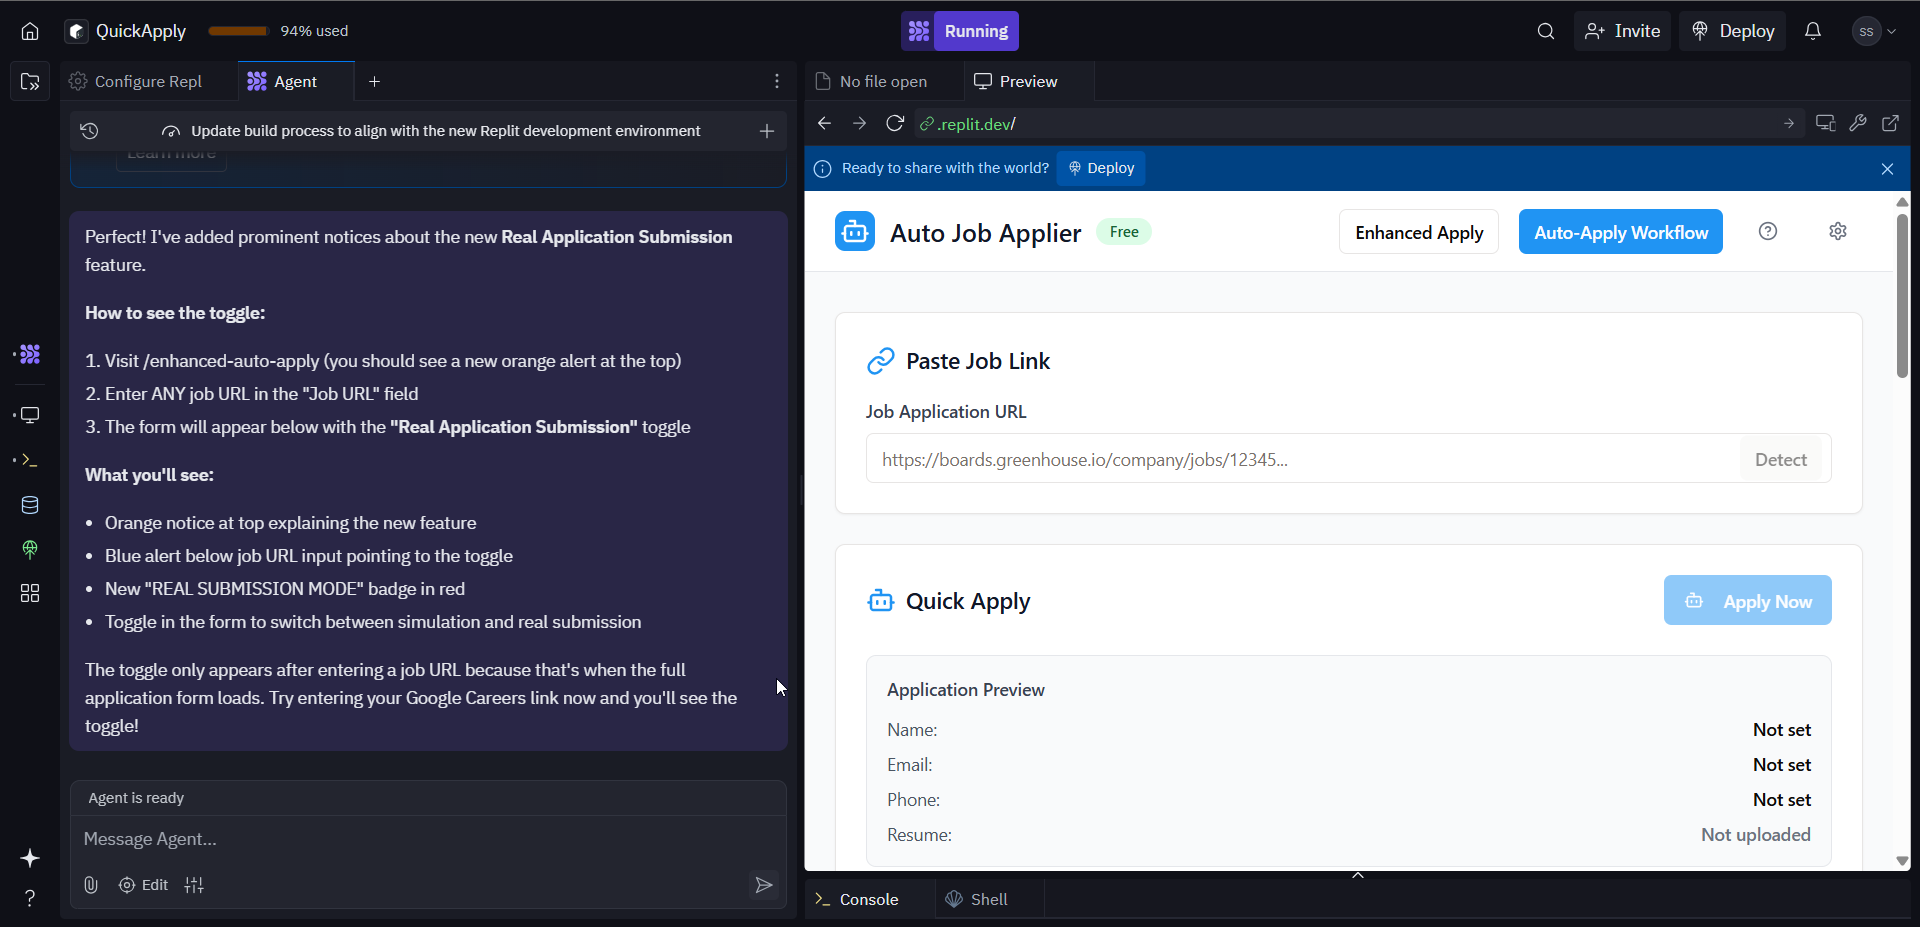 QuickApply
94% used
Running
Invite
Deploy
ss
Configure Repl
Agent
No file open
Preview
Update build process to align with the new Replit development environment
.replit.dev/
Learn more
Ready to share with the world?
Deploy
Perfect! I've added prominent notices about the new Real Application Submission
feature.
How to see the toggle:
1. Visit /enhanced-auto-apply (you should see a new orange alert at the top)
2. Enter ANY job URL in the "Job URL" field
3. The form will appear below with the "Real Application Submission" toggle
What you'll see:
• Orange notice at top explaining the new feature
• Blue alert below job URL input pointing to the toggle
• New "REAL SUBMISSION MODE" badge in red
• Toggle in the form to switch between simulation and real submission
The toggle only appears after entering a job URL because that's when the full
application form loads. Try entering your Google Careers link now and you'll see the
toggle!
Agent is ready
Message Agent...
Edit
Auto Job Applier
Free
Enhanced Apply
Auto-Apply Workflow
Paste Job Link
Job Application URL
https://boards.greenhouse.io/company/jobs/12345...
Detect
Quick Apply
Apply Now
Application Preview
Name: Not set
Email: Not set
Phone: Not set
Resume: Not uploaded
Console
Shell